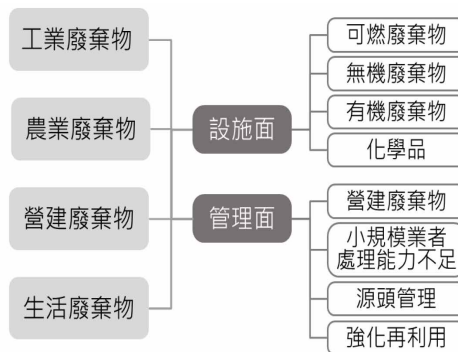 工業廢棄物
農業廢棄物
營建廢棄物
生活廢棄物
設施面
管理面
可燃廢棄物
無機廢棄物
有機廢棄物
化學品
營建廢棄物
小規模業者
處理能力不足
源頭管理
強化再利用